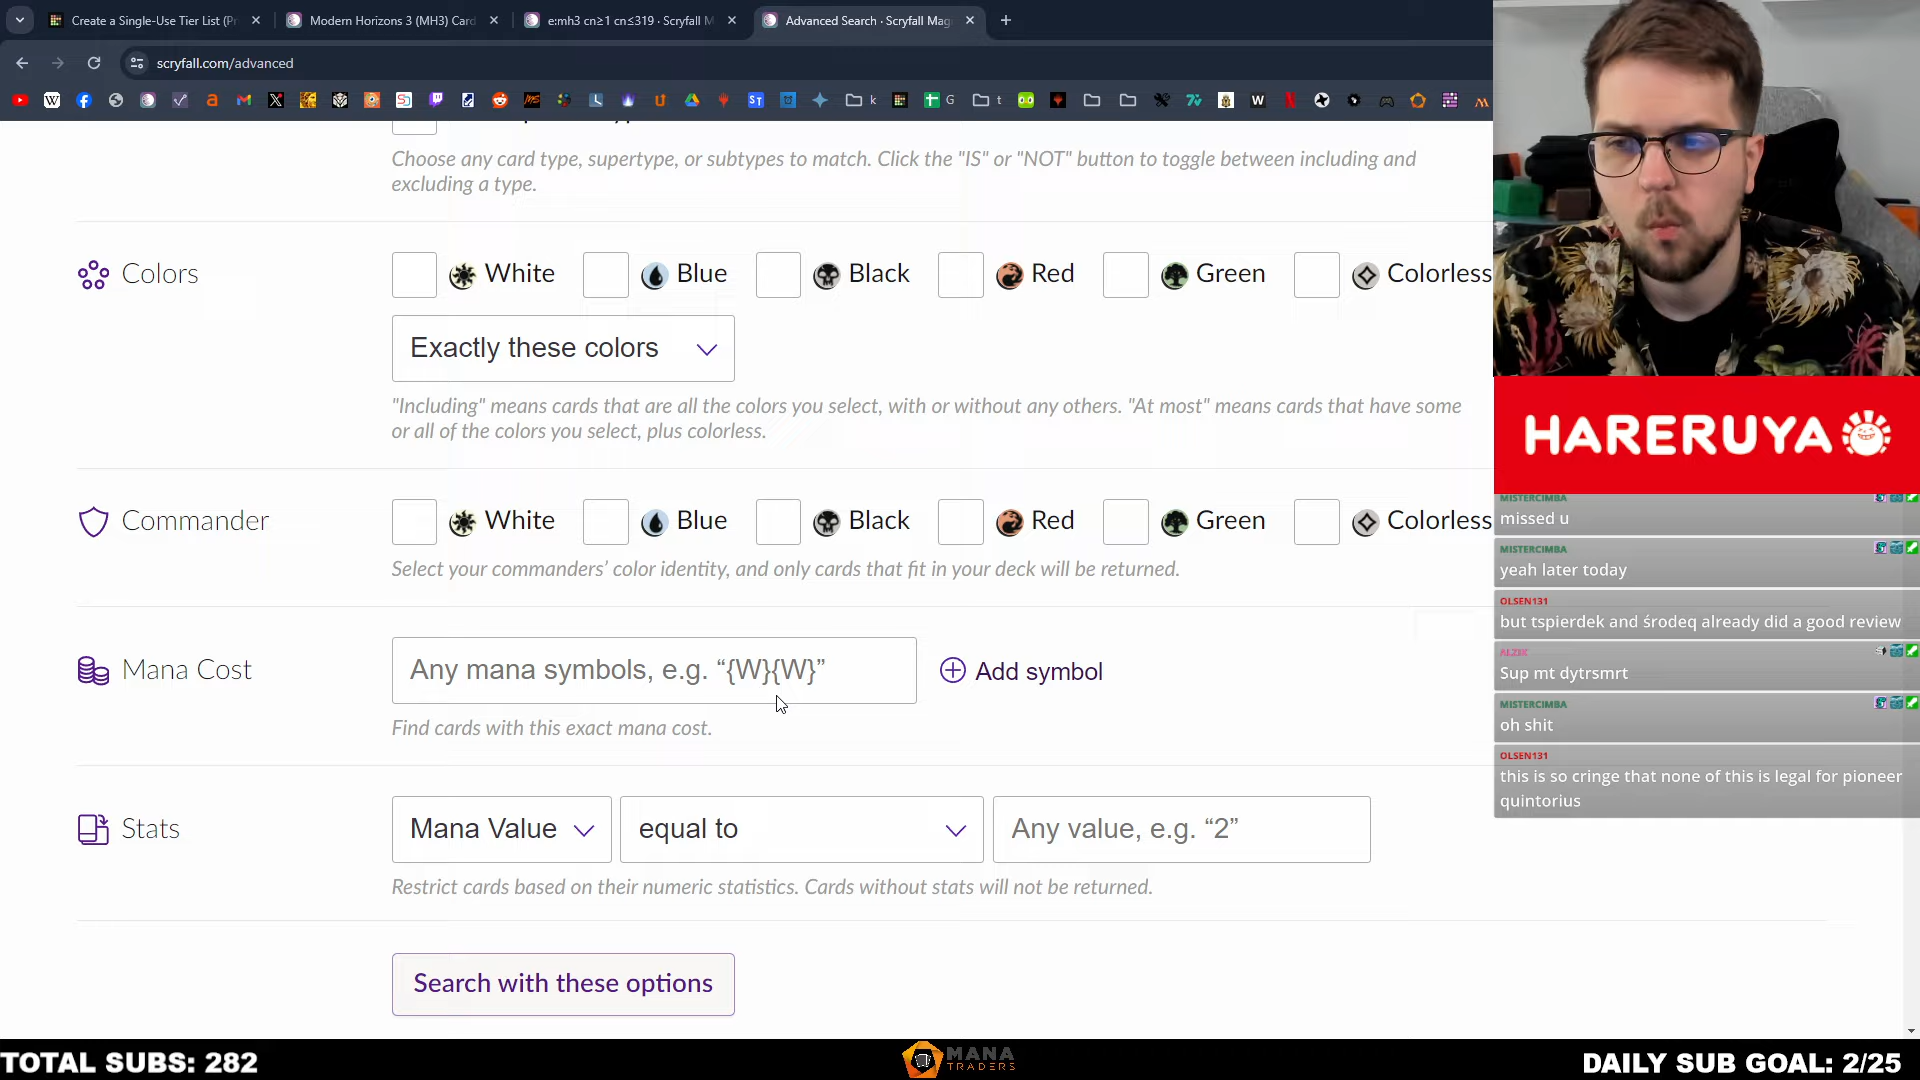 Create a Single-Use Tier List (Pr
Modern Horizons 3 (MH3) Card
e:mh3 cn≥1 cn≤319 · Scryfall M
Advanced Search · Scryfall Mag
scryfall.com/advanced
k
G
t
Choose any card type, supertype, or subtypes to match. Click the "IS" or "NOT" button to toggle between including and
excluding a type.
Colors
White
Blue
Black
Red
Green
Colorless
Exactly these colors
"Including" means cards that are all the colors you select, with or without any others. "At most" means cards that have some
or all of the colors you select, plus colorless.
Commander
White
Blue
Black
Red
Green
Colorless
Select your commanders’ color identity, and only cards that fit in your deck will be returned.
Mana Cost
Any mana symbols, e.g. “{W}{W}”
Add symbol
Find cards with this exact mana cost.
Stats
Mana Value
equal to
Any value, e.g. “2”
Restrict cards based on their numeric statistics. Cards without stats will not be returned.
Search with these options
HARERUYA
MISTERCIMBA
missed u
MISTERCIMBA
yeah later today
OLSEN131
but tspierdek and środeq already did a good review
ALZIX
Sup mt dytrsmrt
MISTERCIMBA
oh shit
OLSEN131
this is so cringe that none of this is legal for pioneer
quintorius
TOTAL SUBS: 282
MANA
TRADERS
DAILY SUB GOAL: 2/25